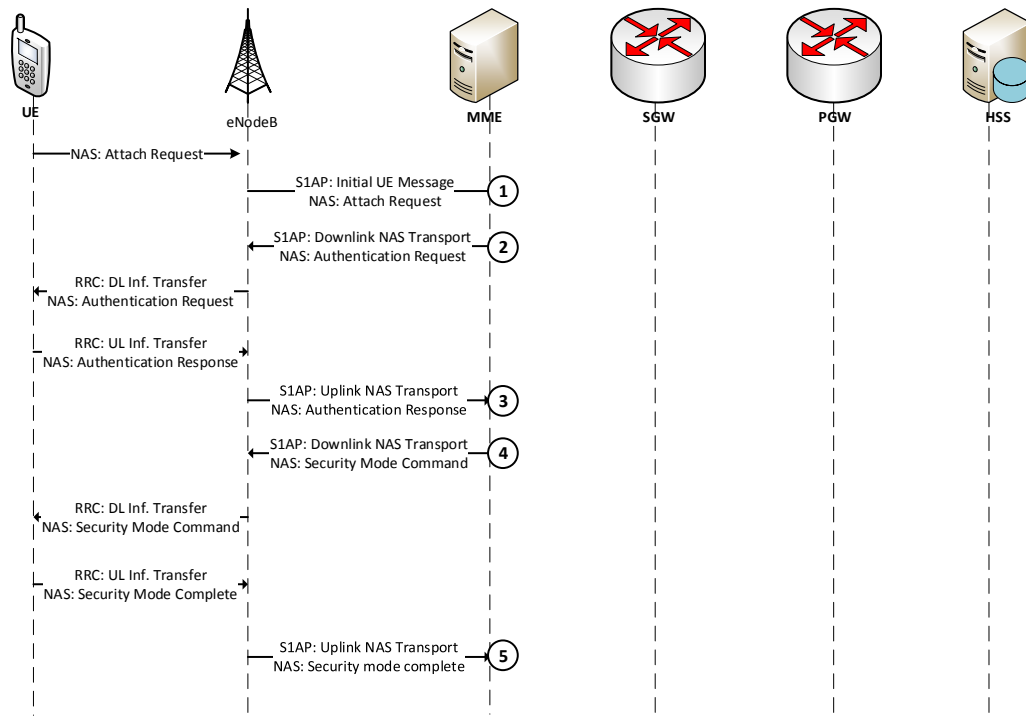 UE
eNodeB
MME
SGW
PGW
HSS
NAS: Attach Request
S1AP: Initial UE Message
NAS: Attach Request
1
S1AP: Downlink NAS Transport
NAS: Authentication Request
2
RRC: DL Inf. Transfer
NAS: Authentication Request
RRC: UL Inf. Transfer
NAS: Authentication Response
S1AP: Uplink NAS Transport
NAS: Authentication Response
3
S1AP: Downlink NAS Transport
NAS: Security Mode Command
4
RRC: DL Inf. Transfer
NAS: Security Mode Command
RRC: UL Inf. Transfer
NAS: Security Mode Complete
S1AP: Uplink NAS Transport
NAS: Security mode complete
5